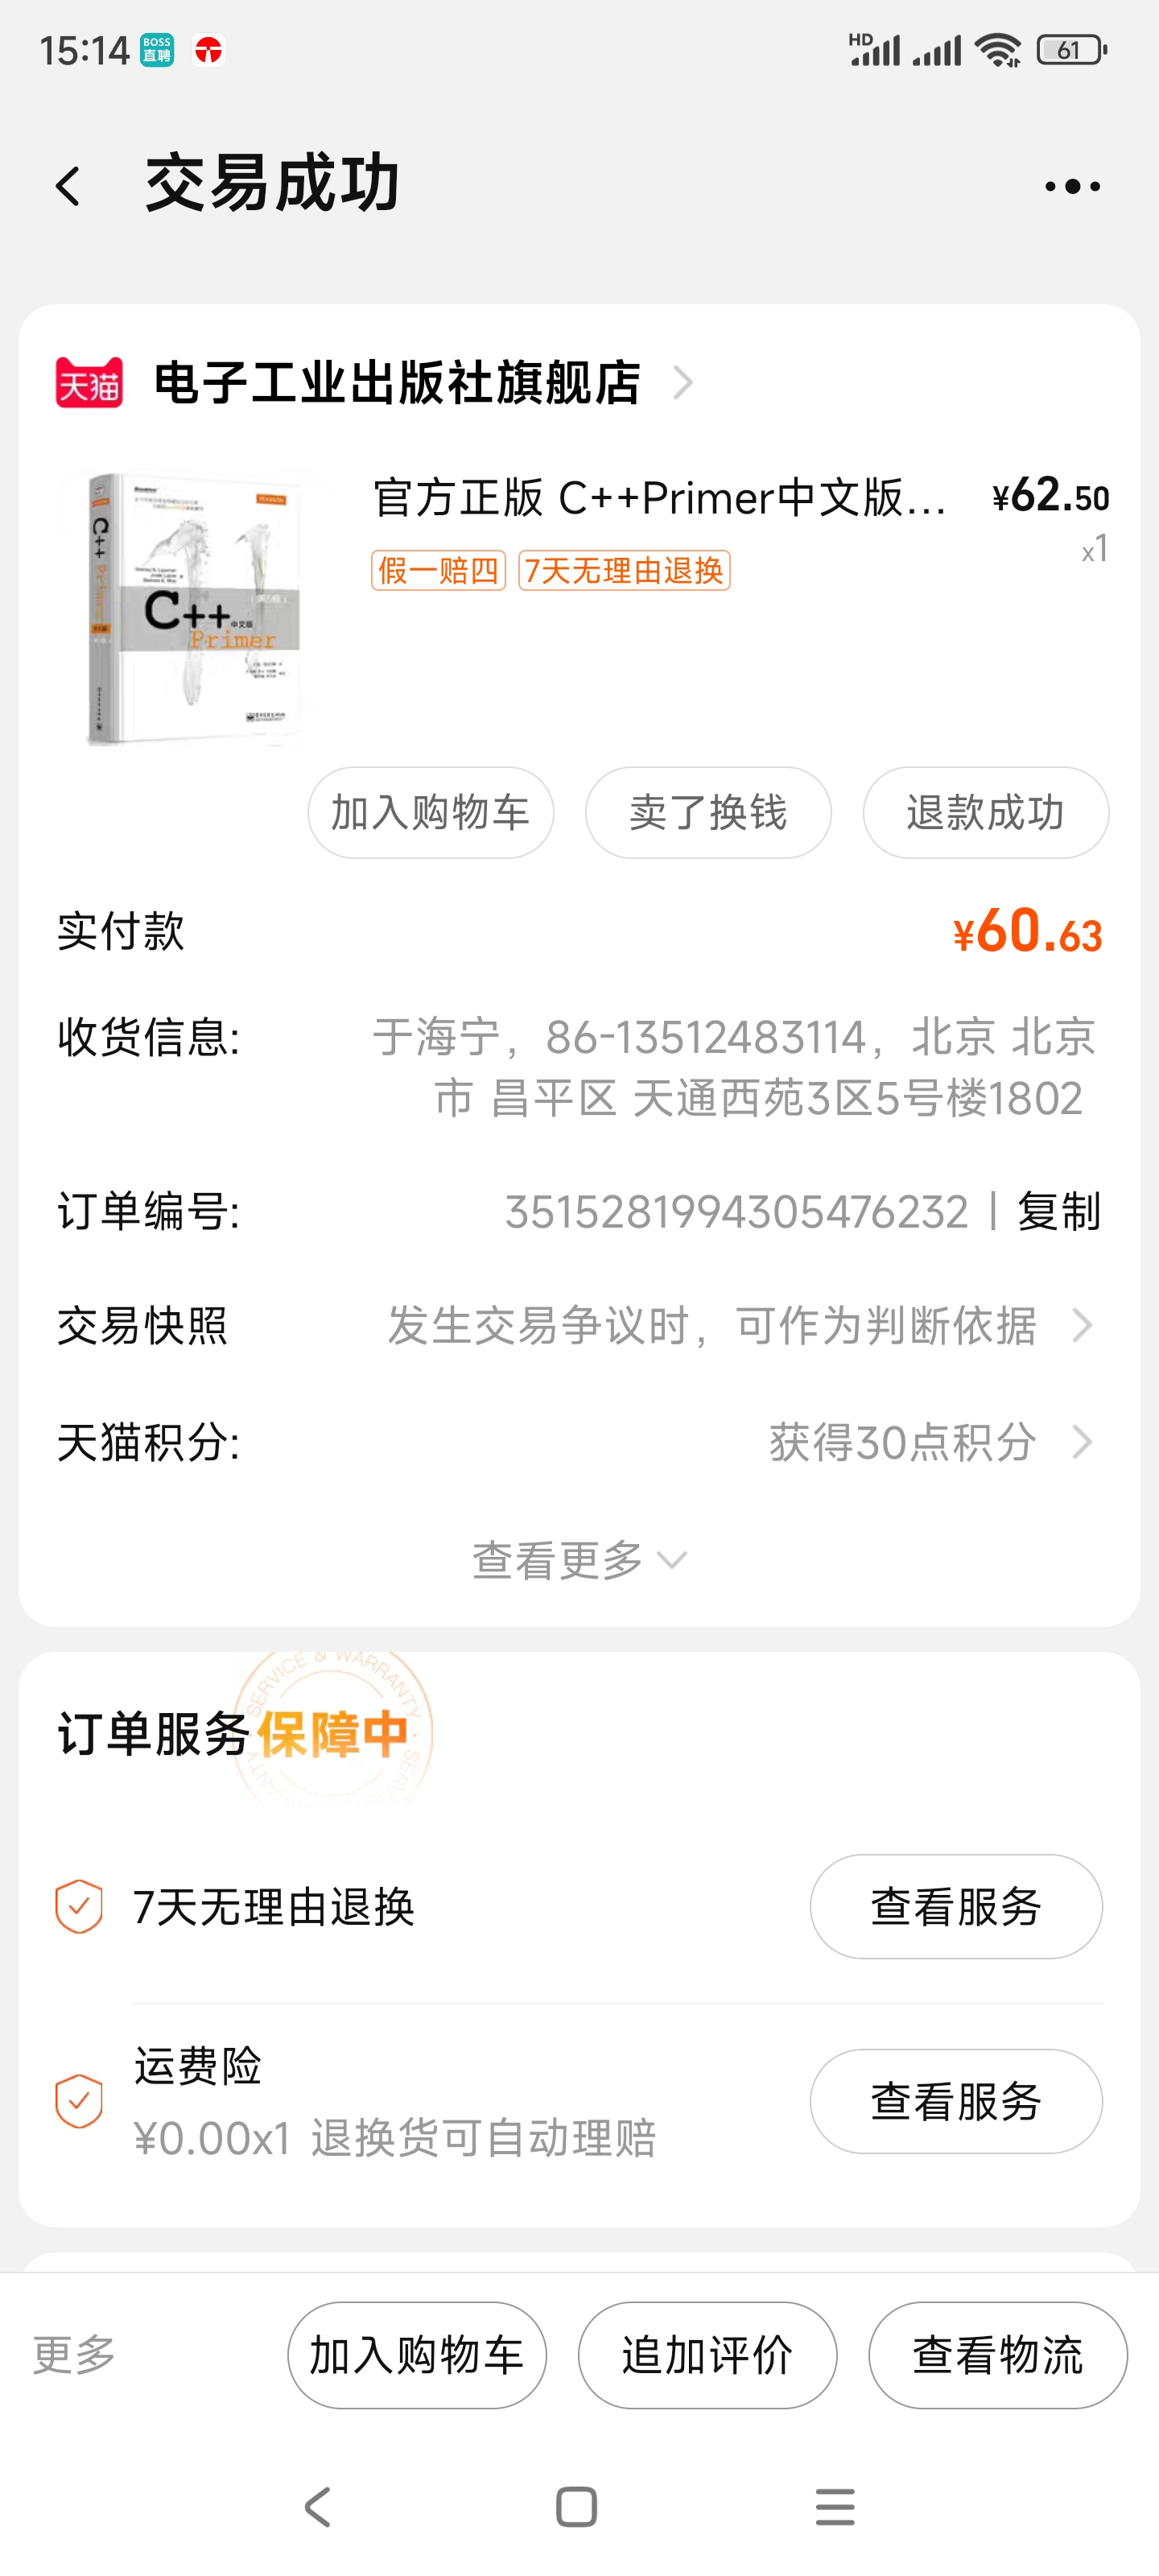 15:14 BOSS直聘 HD 61
交易成功
天猫 电子工业出版社旗舰店
官方正版 C++Primer中文版... ¥62.50
假一赔四 7天无理由退换 x1
C++ Primer
C++ 中文版
Primer
加入购物车 卖了换钱 退款成功
实付款 ¥60.63
收货信息: 于海宁，86-13512483114，北京 北京
市 昌平区 天通西苑3区5号楼1802
订单编号: 3515281994305476232 | 复制
交易快照 发生交易争议时，可作为判断依据
天猫积分: 获得30点积分
查看更多
SERVICE & WARRANTY
订单服务 保障中
7天无理由退换 查看服务
运费险 查看服务
¥0.00x1 退换货可自动理赔
更多 加入购物车 追加评价 查看物流